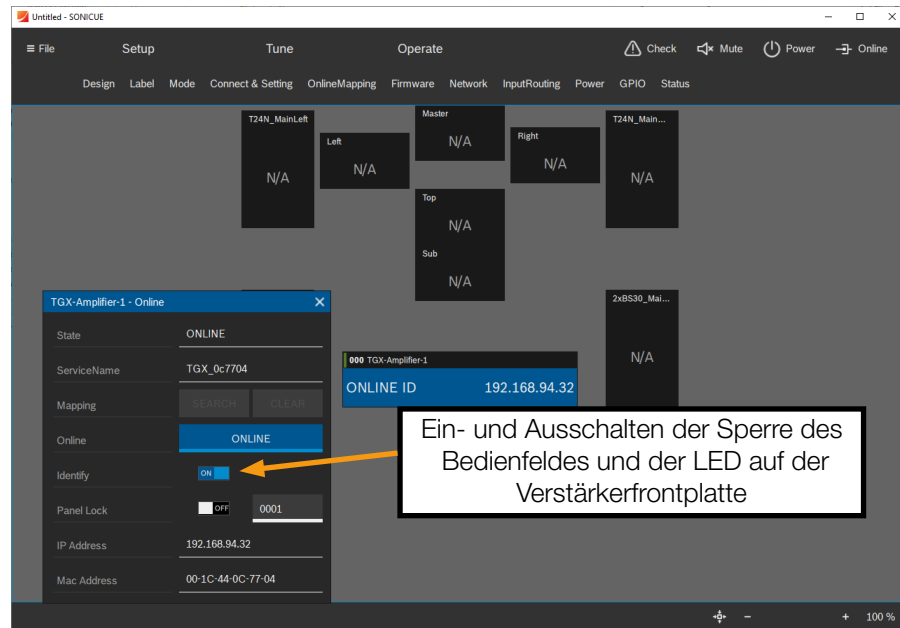 Untitled - SONICUE
≡ File Setup Tune Operate Check Mute Power Online
Design Label Mode Connect & Setting OnlineMapping Firmware Network InputRouting Power GPIO Status
T24N_MainLeft
N/A
Left
N/A
Master
N/A
Right
N/A
T24N_Main...
N/A
Top
N/A
Sub
N/A
2xBS30_Mai...
N/A
000 TGX-Amplifier-1
ONLINE ID 192.168.94.32
TGX-Amplifier-1 - Online
State ONLINE
ServiceName TGX_0c7704
Mapping SEARCH CLEAR
Online ONLINE
Identify ON
Panel Lock OFF 0001
IP Address 192.168.94.32
Mac Address 00-1C-44-0C-77-04
Ein- und Ausschalten der Sperre des
Bedienfeldes und der LED auf der
Verstärkerfrontplatte
- + 100 %